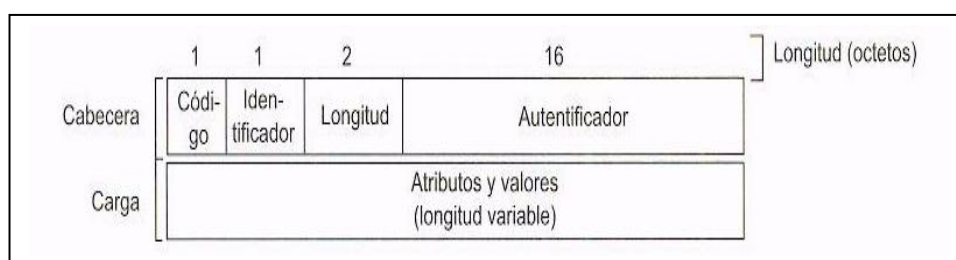 1 1 2 16 Longitud (octetos)
Cabecera
Códi-
go
Iden-
tificador
Longitud
Autentificador
Carga
Atributos y valores
(longitud variable)